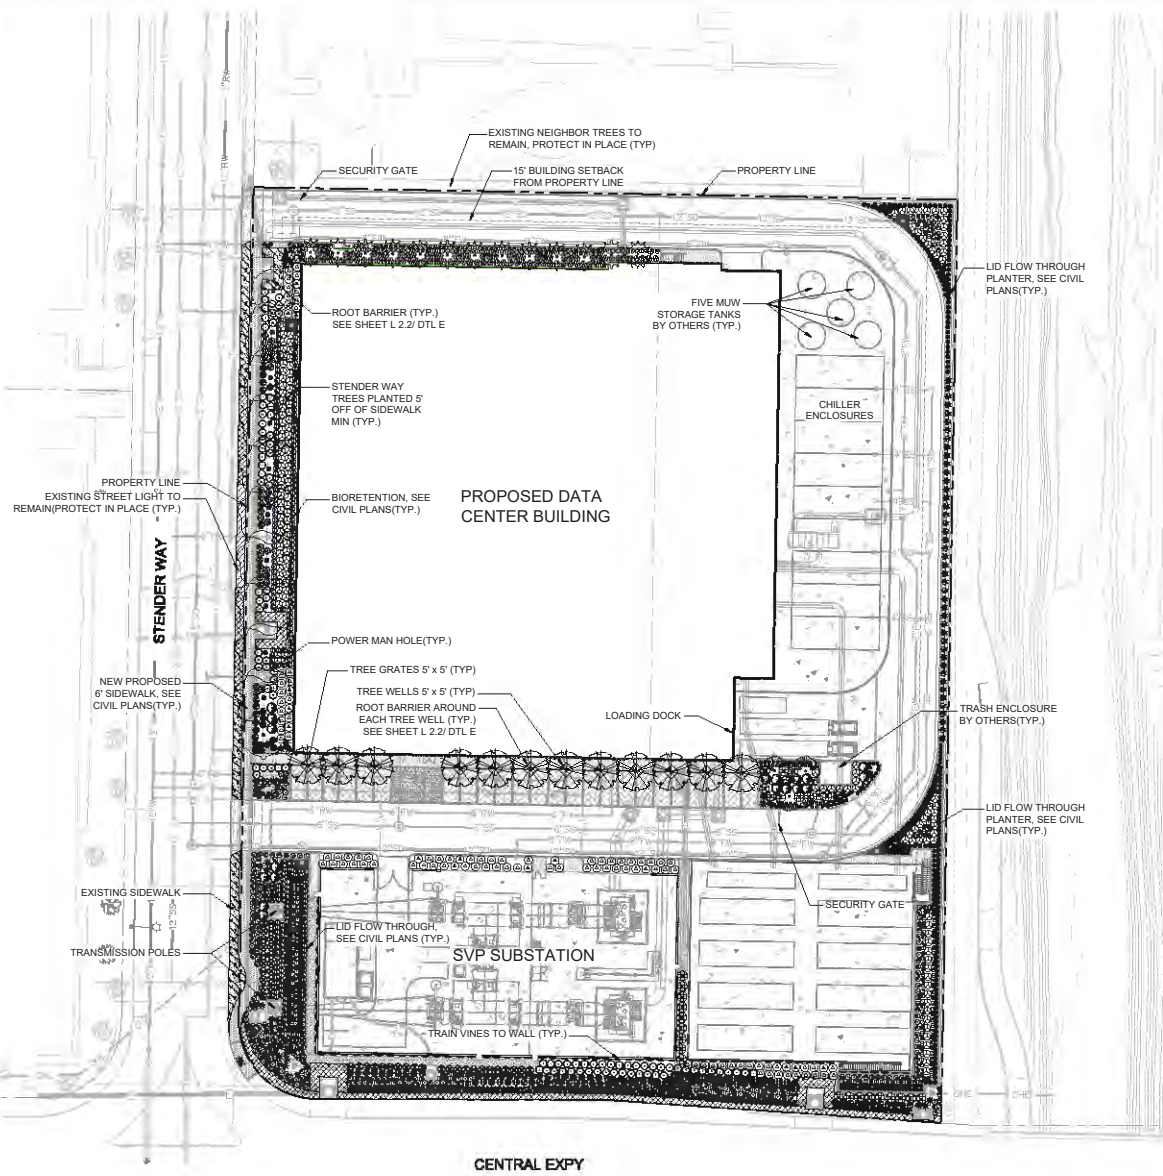 EXISTING NEIGHBOR TREES TO
REMAIN, PROTECT IN PLACE (TYP)
SECURITY GATE
15' BUILDING SETBACK
FROM PROPERTY LINE
PROPERTY LINE
LID FLOW THROUGH
PLANTER, SEE CIVIL
PLANS(TYP.)
FIVE MUW
STORAGE TANKS
BY OTHERS (TYP.)
ROOT BARRIER (TYP.)
SEE SHEET L 2.2/ DTL E
STENDER WAY
TREES PLANTED 5'
OFF OF SIDEWALK
MIN (TYP.)
CHILLER
ENCLOSURES
PROPERTY LINE
EXISTING STREET LIGHT TO
REMAIN(PROTECT IN PLACE (TYP.)
BIORETENTION, SEE
CIVIL PLANS(TYP.)
PROPOSED DATA
CENTER BUILDING
STENDER WAY
POWER MAN HOLE(TYP.)
TREE GRATES 5' x 5' (TYP)
NEW PROPOSED
6' SIDEWALK, SEE
CIVIL PLANS(TYP.)
TREE WELLS 5' x 5' (TYP)
ROOT BARRIER AROUND
EACH TREE WELL (TYP.)
SEE SHEET L 2.2/ DTL E
LOADING DOCK
TRASH ENCLOSURE
BY OTHERS(TYP.)
LID FLOW THROUGH
PLANTER, SEE CIVIL
PLANS(TYP.)
EXISTING SIDEWALK
SECURITY GATE
LID FLOW THROUGH,
SEE CIVIL PLANS (TYP.)
TRANSMISSION POLES
SVP SUBSTATION
12"SS
TRAIN VINES TO WALL (TYP.)
OHE
OHE
CENTRAL EXPY